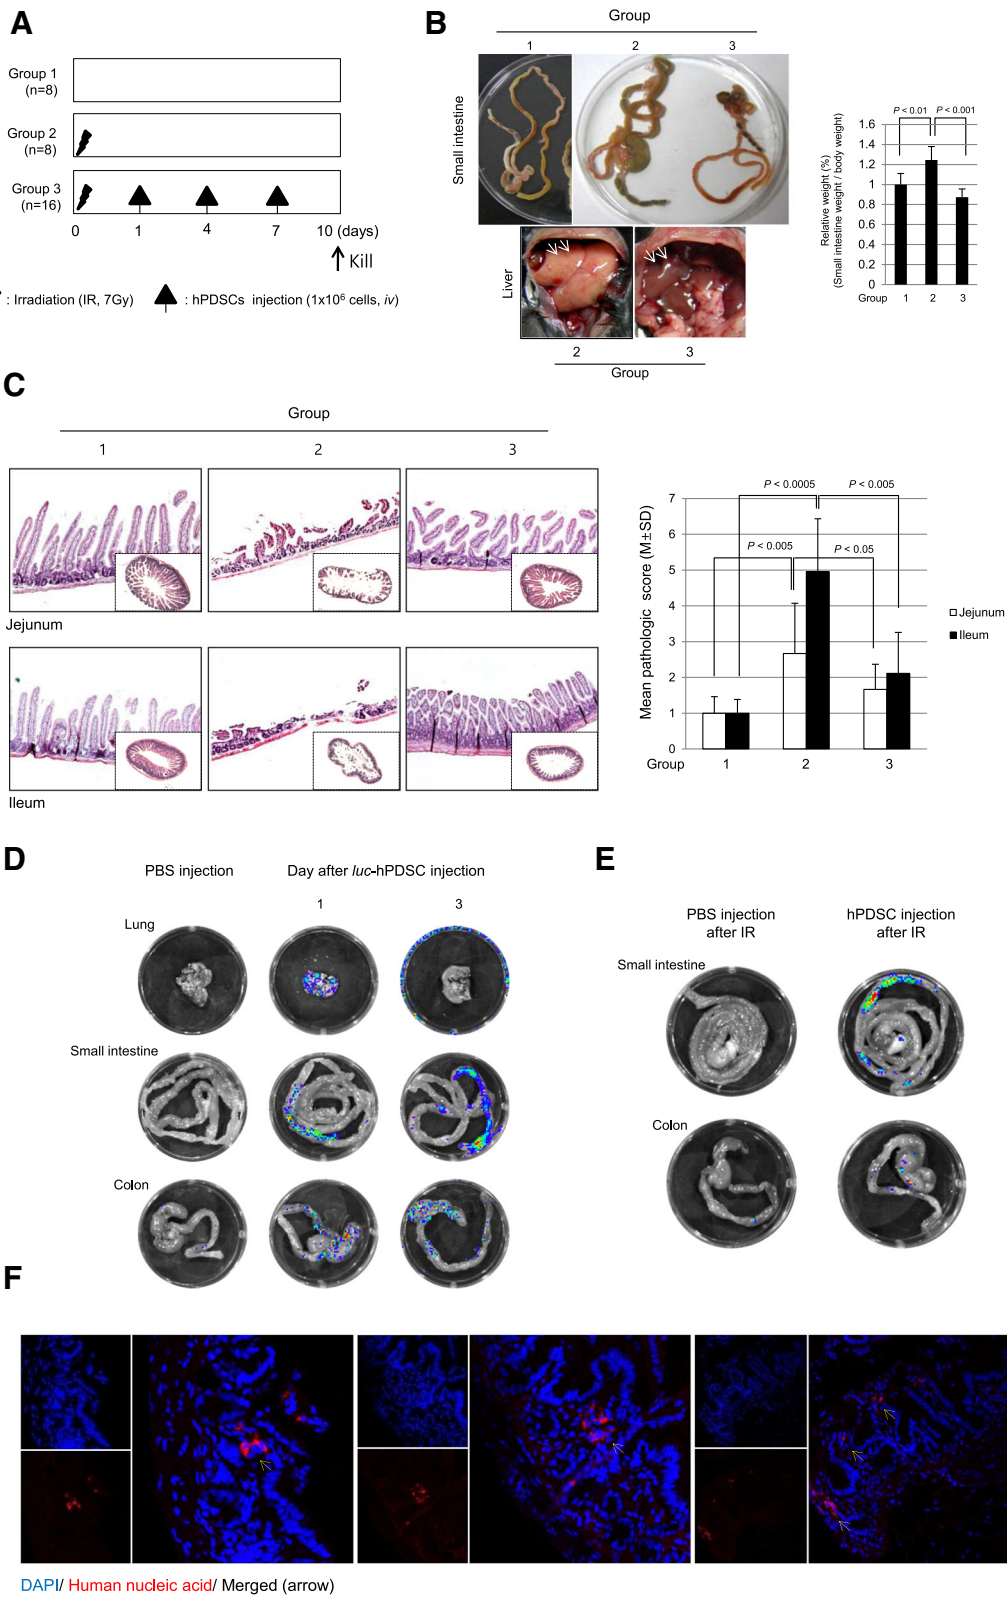 A
Group 1
(n=8)
Group 2
(n=8)
Group 3
(n=16)
0 1 4 7 10 (days)
Kill
: Irradiation (IR, 7Gy) : hPDSCs injection (1x10⁶ cells, iv)
B
Group
1 2 3
Small intestine
Liver
2 3
Group
P < 0.01 P < 0.001
Relative weight (%)
(Small intestine weight / body weight)
1.6
1.4
1.2
1
0.8
0.6
0.4
0.2
0
Group 1 2 3
C
Group
1 2 3
Jejunum
Ileum
P < 0.0005 P < 0.005
P < 0.005 P < 0.05
Mean pathologic score (M±SD)
7
6
5
4
3
2
1
0
Group 1 2 3
Jejunum
Ileum
D
PBS injection Day after luc-hPDSC injection
1 3
Lung
Small intestine
Colon
E
PBS injection
after IR
hPDSC injection
after IR
Small intestine
Colon
F
DAPI/ Human nucleic acid/ Merged (arrow)